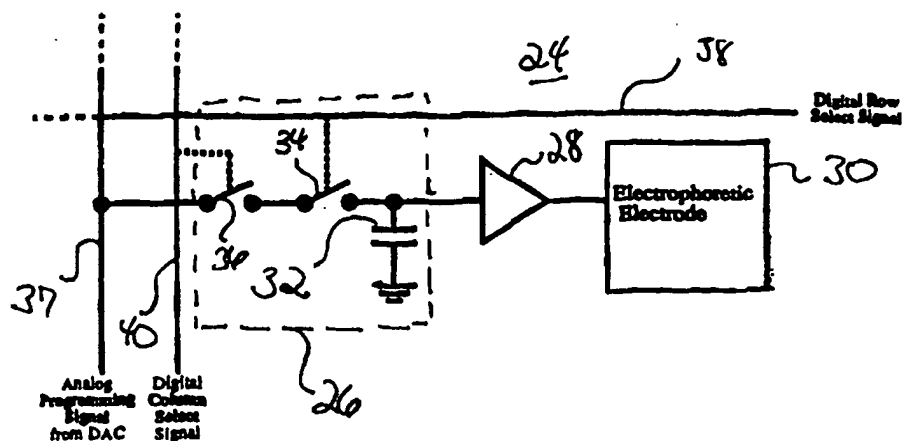 24
38
Digital Row
Select Signal
34
28
30
Electrophoretic
Electrode
36
32
37
40
26
Analog
Programming
Signal
from DAC
Digital
Column
Select
Signal